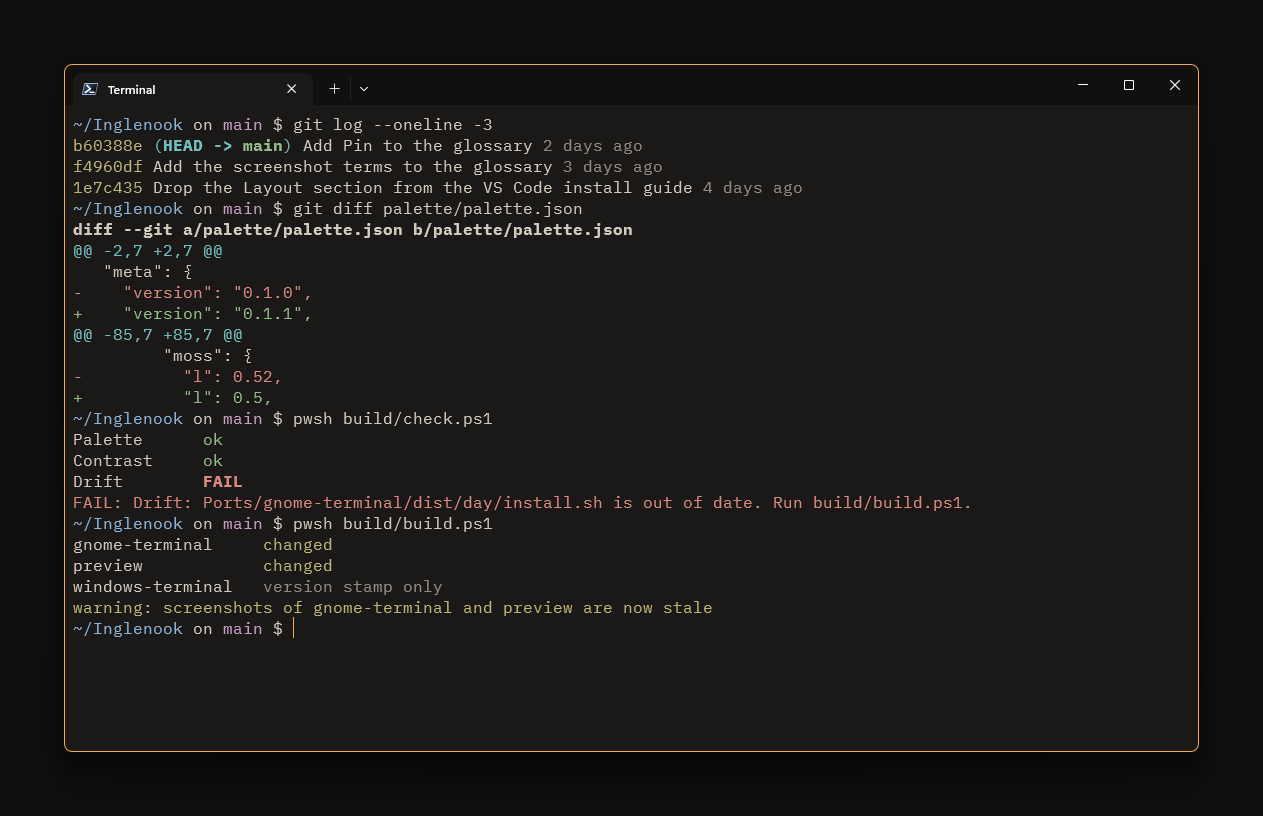 Terminal
~/Inglenook on main $ git log --oneline -3
b60388e (HEAD -> main) Add Pin to the glossary 2 days ago
f4960df Add the screenshot terms to the glossary 3 days ago
1e7c435 Drop the Layout section from the VS Code install guide 4 days ago
~/Inglenook on main $ git diff palette/palette.json
diff --git a/palette/palette.json b/palette/palette.json
@@ -2,7 +2,7 @@
   "meta": {
-    "version": "0.1.0",
+    "version": "0.1.1",
@@ -85,7 +85,7 @@
         "moss": {
-          "l": 0.52,
+          "l": 0.5,
~/Inglenook on main $ pwsh build/check.ps1
Palette      ok
Contrast     ok
Drift        FAIL
FAIL: Drift: Ports/gnome-terminal/dist/day/install.sh is out of date. Run build/build.ps1.
~/Inglenook on main $ pwsh build/build.ps1
gnome-terminal     changed
preview            changed
windows-terminal   version stamp only
warning: screenshots of gnome-terminal and preview are now stale
~/Inglenook on main $